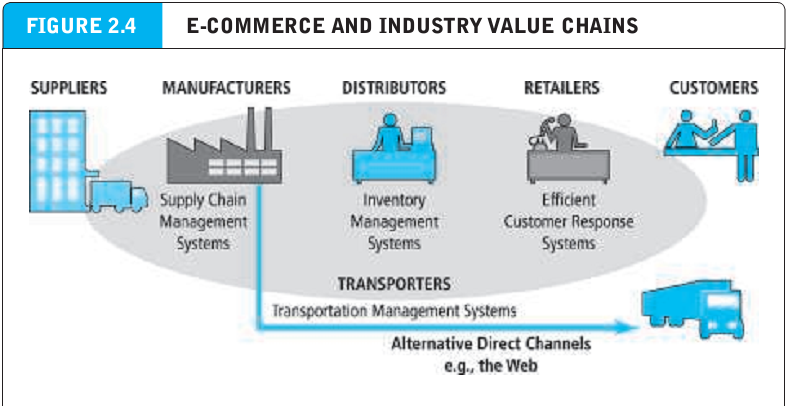 FIGURE 2.4
E-COMMERCE AND INDUSTRY VALUE CHAINS
SUPPLIERS
MANUFACTURERS
DISTRIBUTORS
RETAILERS
CUSTOMERS
Supply Chain
Management
Systems
Inventory
Management
Systems
Efficient
Customer Response
Systems
TRANSPORTERS
Transportation Management Systems
Alternative Direct Channels
e.g., the Web